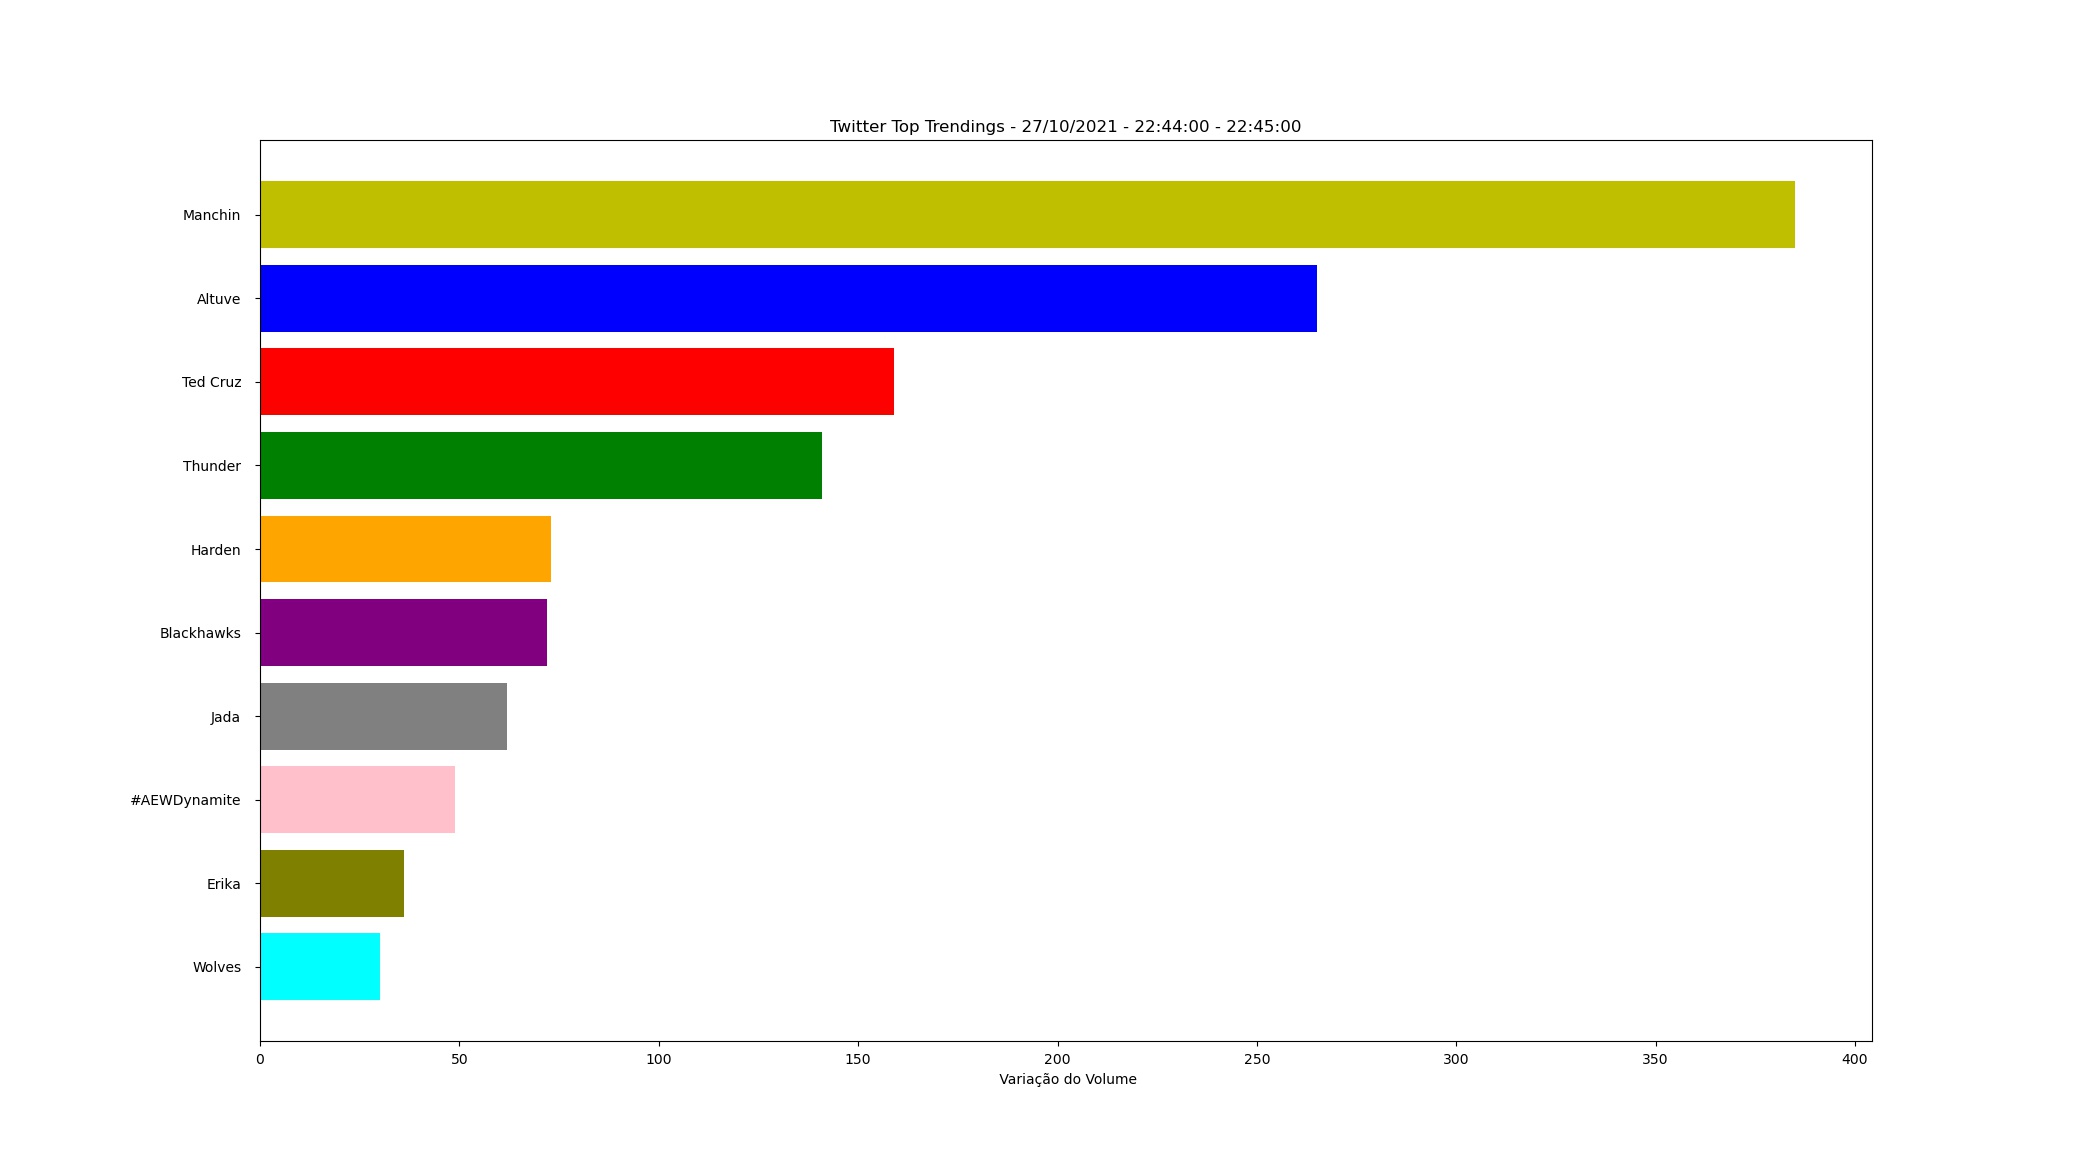 Twitter Top Trendings - 27/10/2021 - 22:44:00 - 22:45:00
Manchin
Altuve
Ted Cruz
Thunder
Harden
Blackhawks
Jada
#AEWDynamite
Erika
Wolves
0 50 100 150 200 250 300 350 400
Variação do Volume